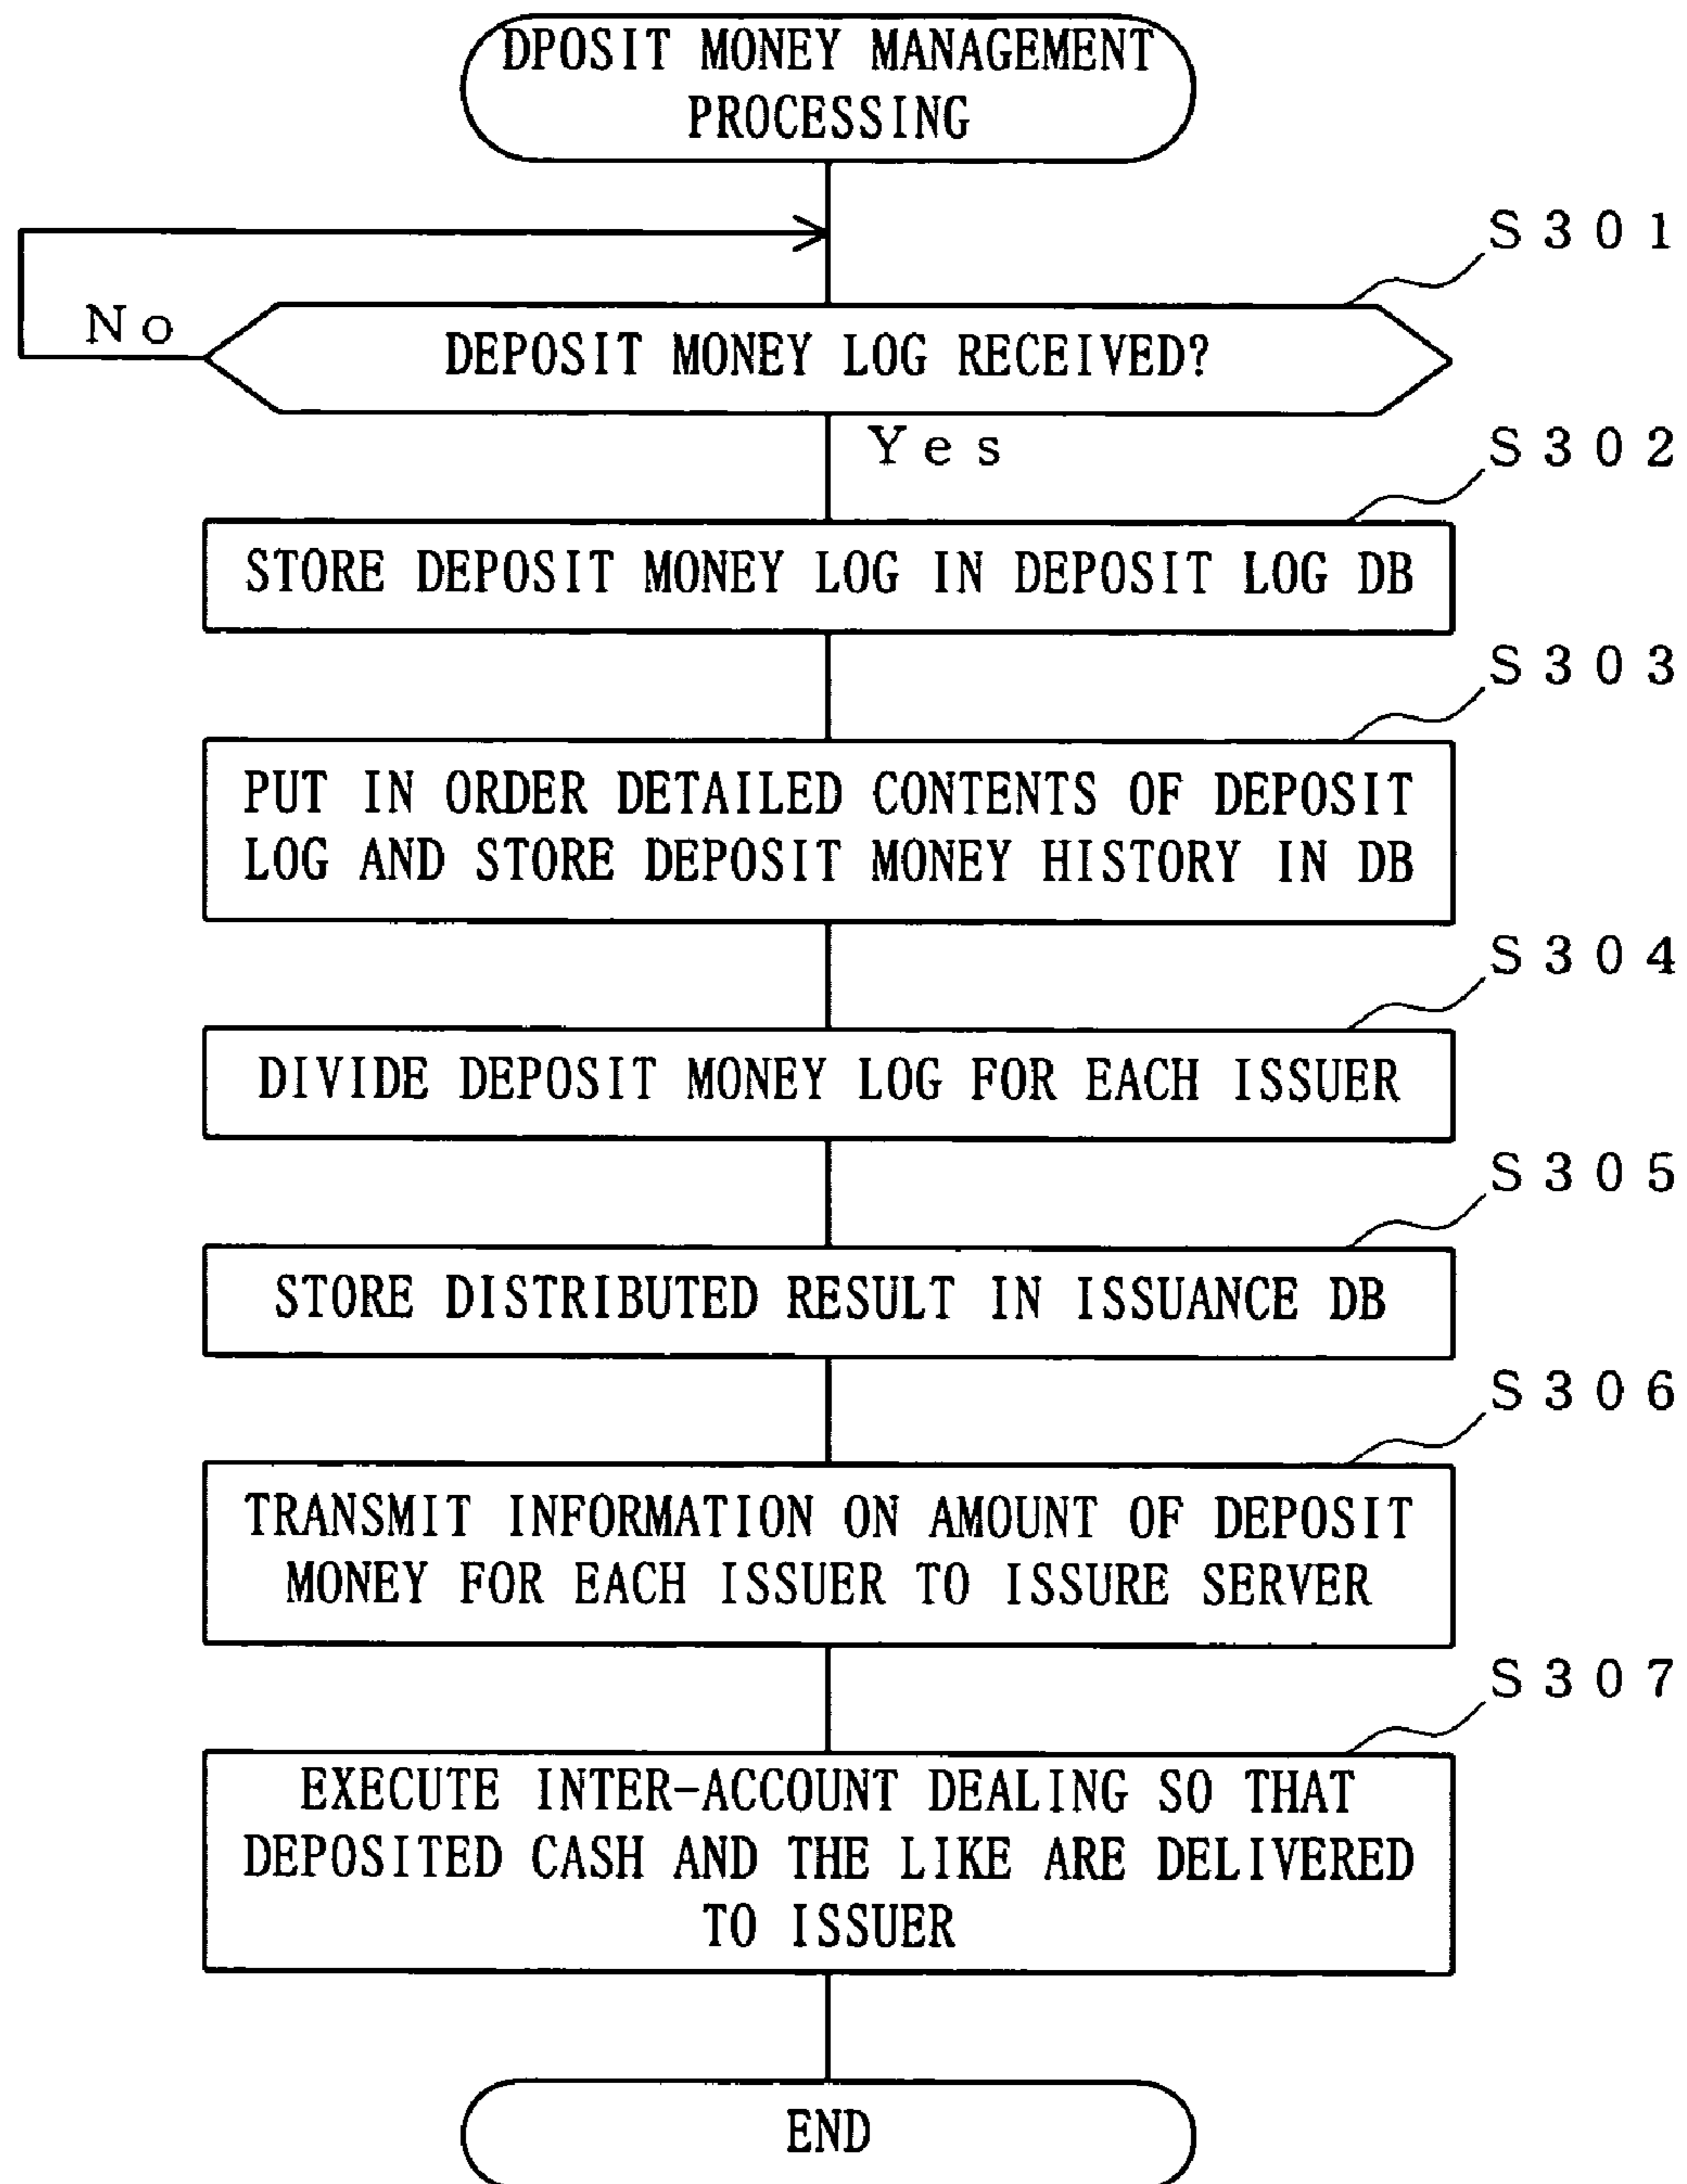 DPOSIT MONEY MANAGEMENT
PROCESSING
S301
No
DEPOSIT MONEY LOG RECEIVED?
Yes
S302
STORE DEPOSIT MONEY LOG IN DEPOSIT LOG DB
S303
PUT IN ORDER DETAILED CONTENTS OF DEPOSIT
LOG AND STORE DEPOSIT MONEY HISTORY IN DB
S304
DIVIDE DEPOSIT MONEY LOG FOR EACH ISSUER
S305
STORE DISTRIBUTED RESULT IN ISSUANCE DB
S306
TRANSMIT INFORMATION ON AMOUNT OF DEPOSIT
MONEY FOR EACH ISSUER TO ISSURE SERVER
S307
EXECUTE INTER-ACCOUNT DEALING SO THAT
DEPOSITED CASH AND THE LIKE ARE DELIVERED
TO ISSUER
END